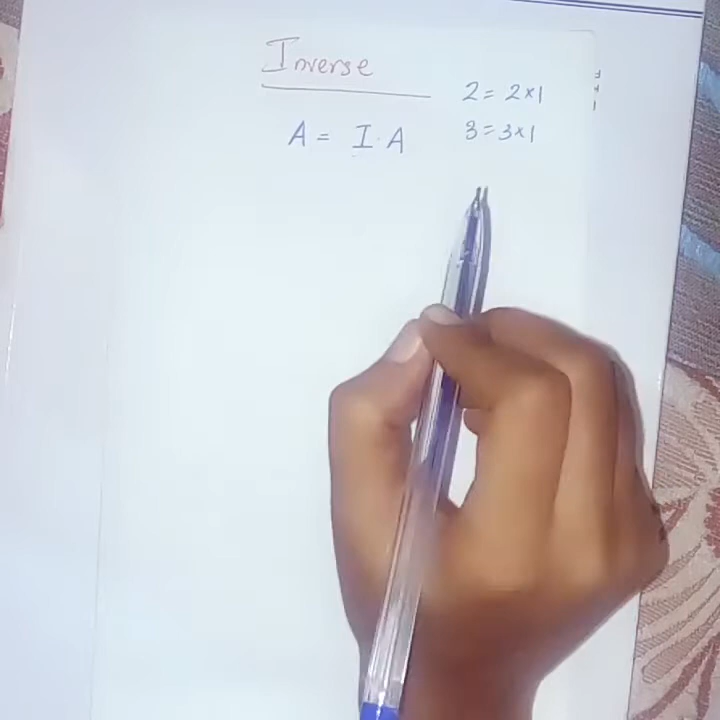 Inverse
A = I·A
2 = 2×1
3 = 3×1